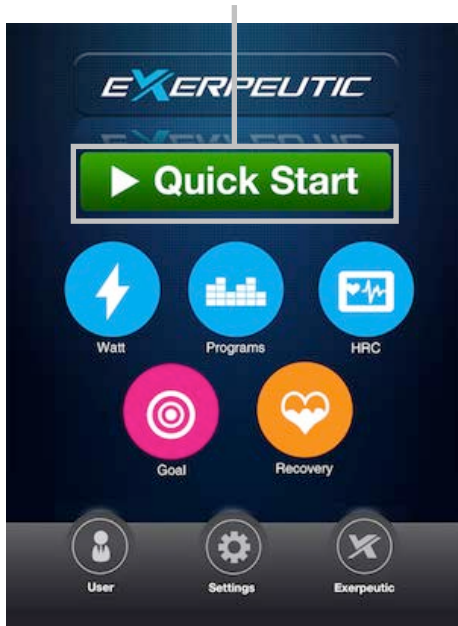 EXERPEUTIC
Quick Start
Watt Programs HRC
Goal Recovery
User Settings Exerpeutic